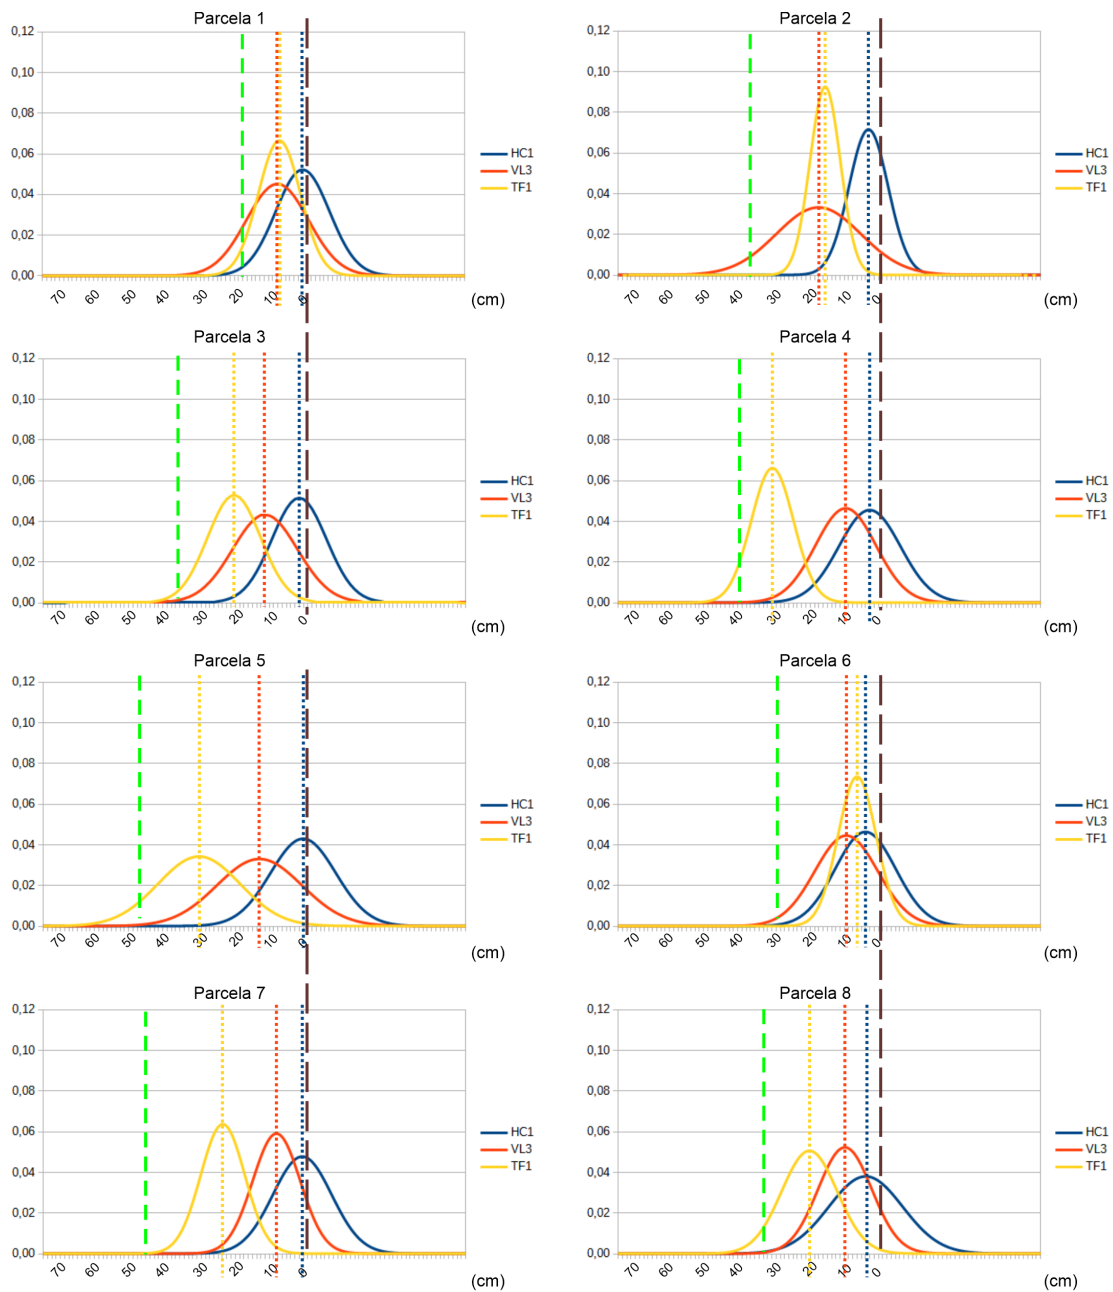 Parcela 1
0,12
0,10
0,08
0,06
0,04
0,02
0,00
70 60 50 40 30 20 10 0
(cm)
HC1
VL3
TF1
Parcela 2
0,12
0,10
0,08
0,06
0,04
0,02
0,00
70 60 50 40 30 20 10 0
(cm)
HC1
VL3
TF1
Parcela 3
0,12
0,10
0,08
0,06
0,04
0,02
0,00
70 60 50 40 30 20 10 0
(cm)
HC1
VL3
TF1
Parcela 4
0,12
0,10
0,08
0,06
0,04
0,02
0,00
70 60 50 40 30 20 10 0
(cm)
HC1
VL3
TF1
Parcela 5
0,12
0,10
0,08
0,06
0,04
0,02
0,00
70 60 50 40 30 20 10 0
(cm)
HC1
VL3
TF1
Parcela 6
0,12
0,10
0,08
0,06
0,04
0,02
0,00
70 60 50 40 30 20 10 0
(cm)
HC1
VL3
TF1
Parcela 7
0,12
0,10
0,08
0,06
0,04
0,02
0,00
70 60 50 40 30 20 10 0
(cm)
HC1
VL3
TF1
Parcela 8
0,12
0,10
0,08
0,06
0,04
0,02
0,00
70 60 50 40 30 20 10 0
(cm)
HC1
VL3
TF1